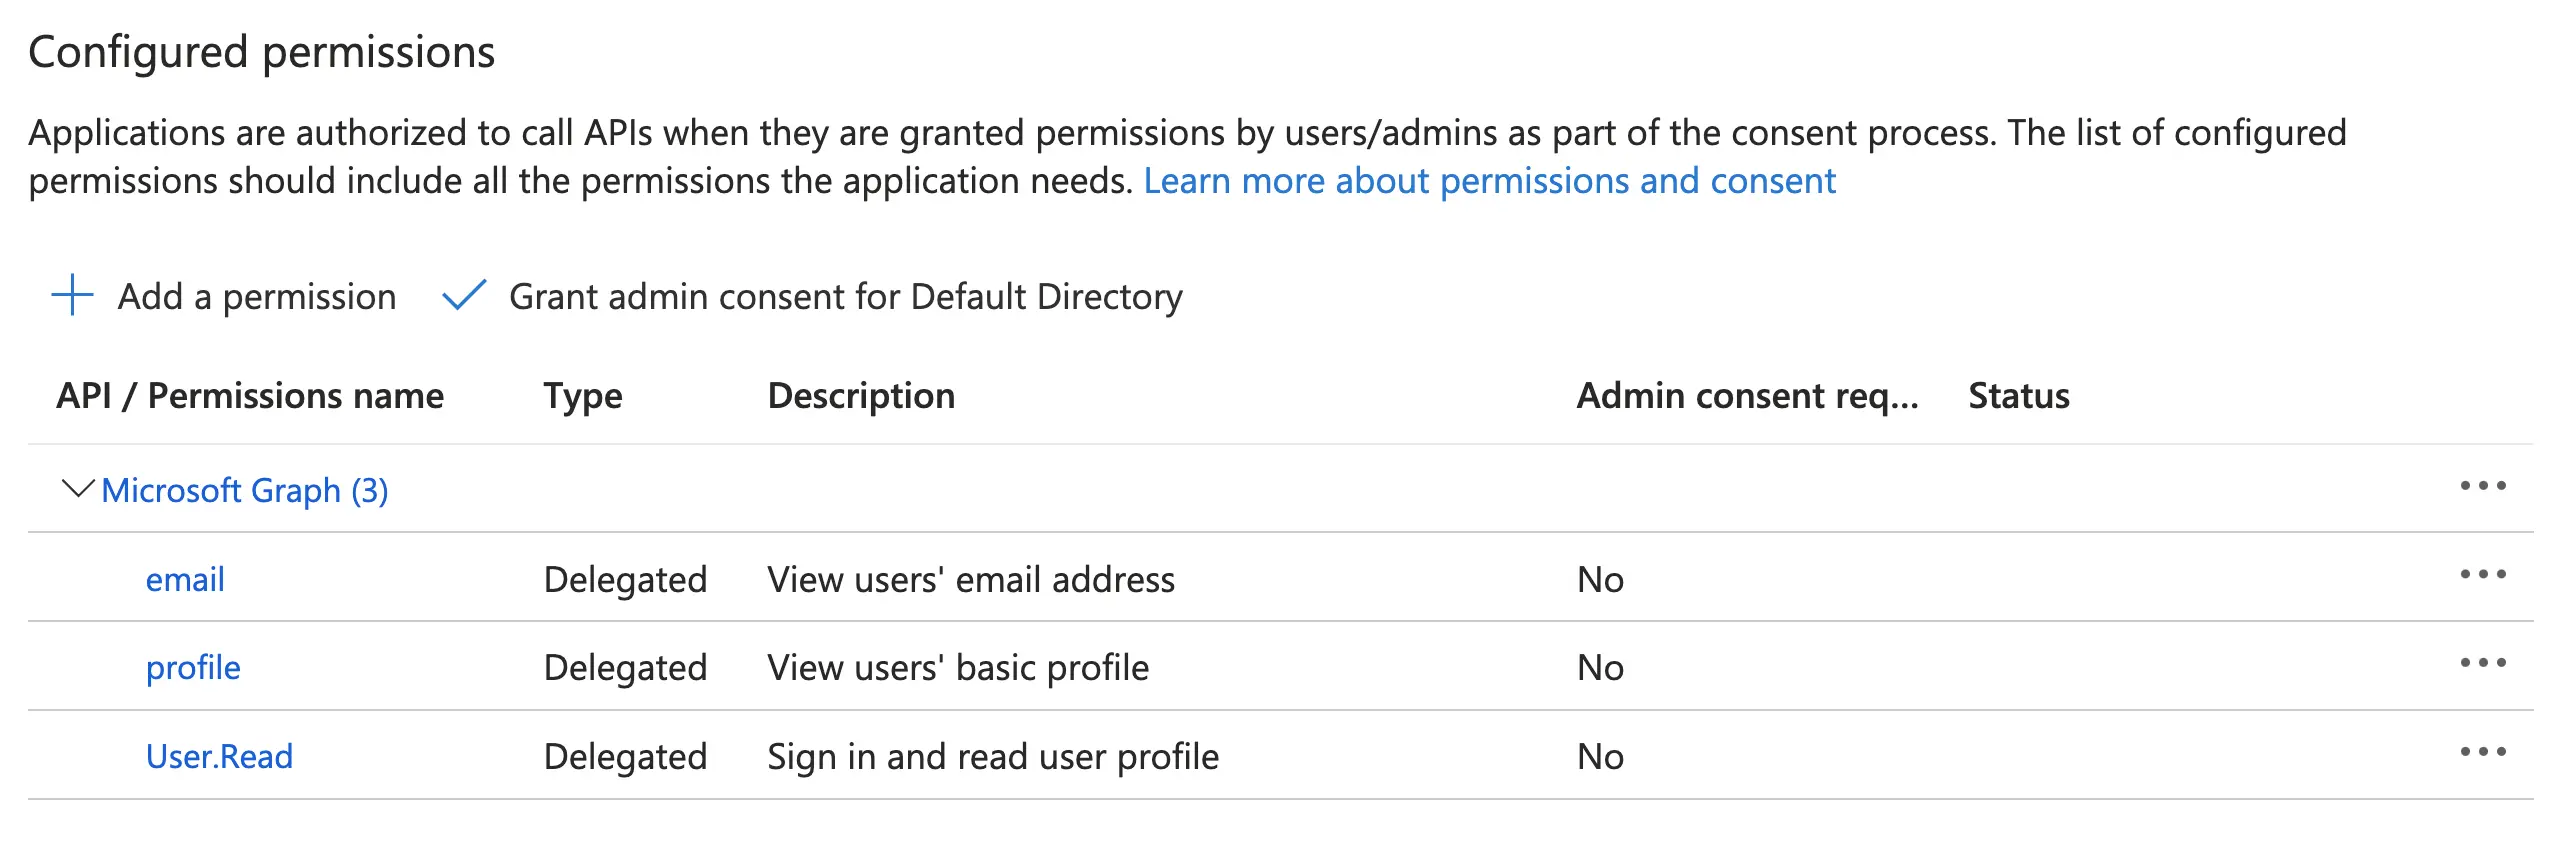 Configured permissions
Applications are authorized to call APIs when they are granted permissions by users/admins as part of the consent process. The list of configured
permissions should include all the permissions the application needs. Learn more about permissions and consent
Add a permission Grant admin consent for Default Directory
API / Permissions name Type Description Admin consent req... Status
Microsoft Graph (3)
email Delegated View users' email address No
profile Delegated View users' basic profile No
User.Read Delegated Sign in and read user profile No